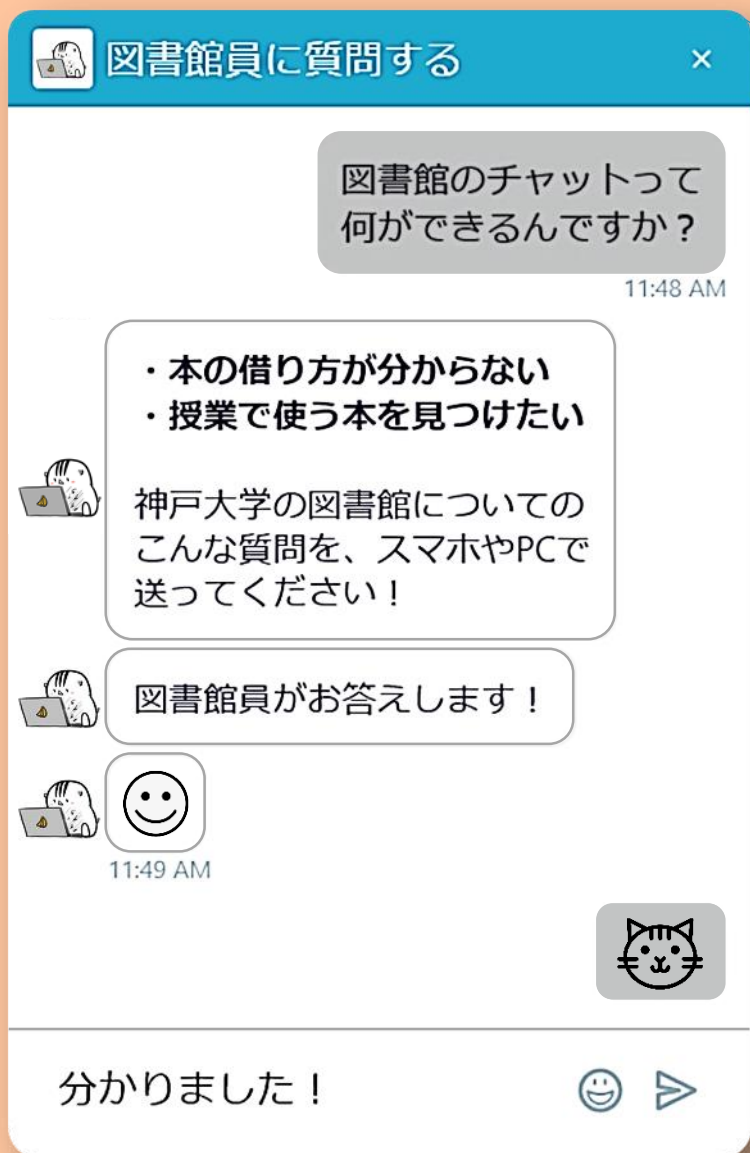 図書館員に質問する ×
図書館のチャットって
何ができるんですか？
11:48 AM
・本の借り方が分からない
・授業で使う本を見つけたい
神戸大学の図書館についての
こんな質問を、スマホやPCで
送ってください！
図書館員がお答えします！
11:49 AM
分かりました！